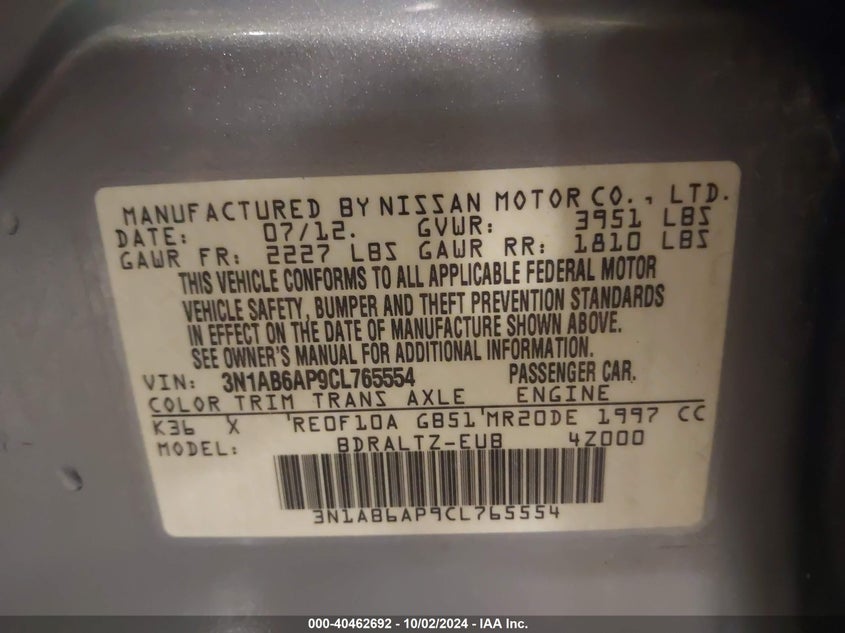 MANUFACTURED BY NISSAN MOTOR CO., LTD.
DATE: 07/12. GVWR: 3951 LBS
GAWR FR: 2227 LBS GAWR RR: 1810 LBS
THIS VEHICLE CONFORMS TO ALL APPLICABLE FEDERAL MOTOR
VEHICLE SAFETY, BUMPER AND THEFT PREVENTION STANDARDS
IN EFFECT ON THE DATE OF MANUFACTURE SHOWN ABOVE.
SEE OWNER'S MANUAL FOR ADDITIONAL INFORMATION.
VIN: 3N1AB6AP9CL765554 PASSENGER CAR.
COLOR TRIM TRANS AXLE ENGINE
K36 X 'RE0F10A GB51'MR20DE 1997 CC
MODEL: BDRALTZ-EUB 4Z000
3N1AB6AP9CL765554
000-40462692 - 10/02/2024 - IAA Inc.